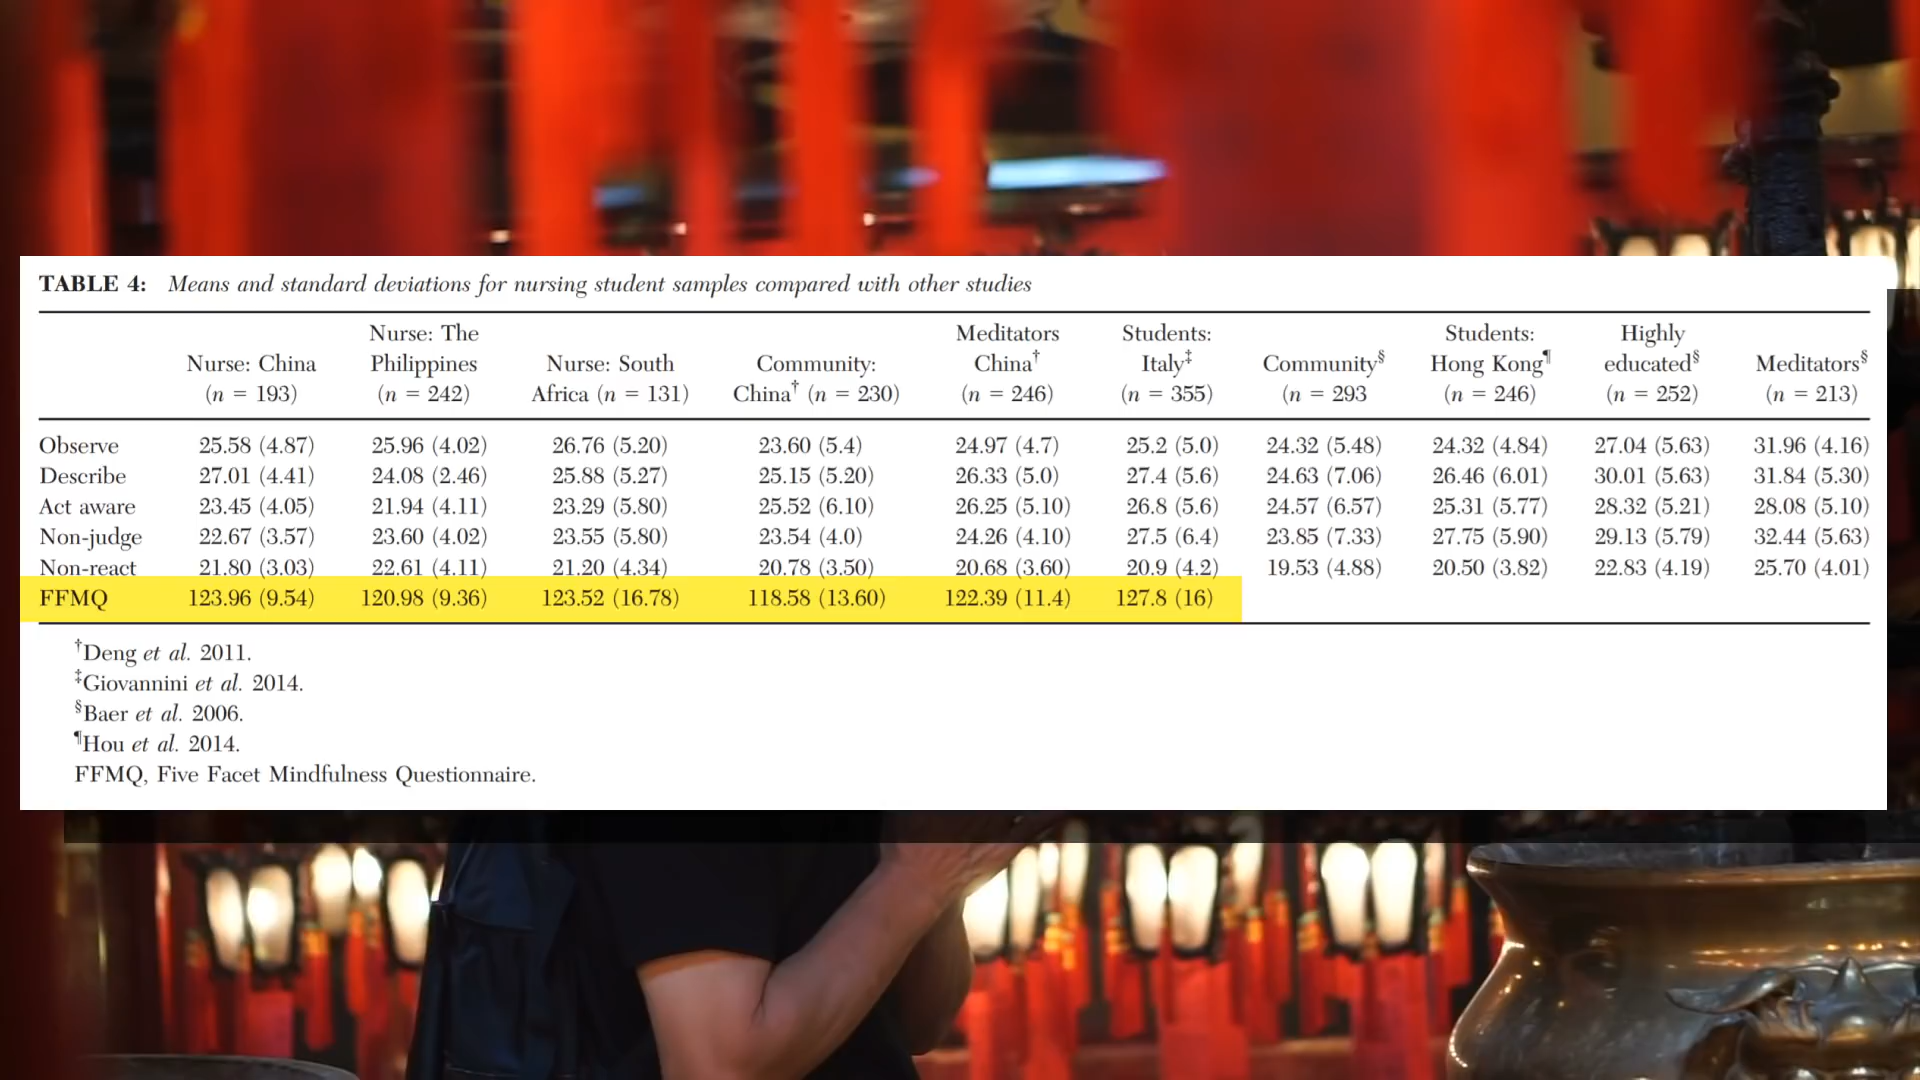 TABLE 4: Means and standard deviations for nursing student samples compared with other studies
Nurse: China (n = 193) Nurse: The Philippines (n = 242) Nurse: South Africa (n = 131) Community: China† (n = 230) Meditators China† (n = 246) Students: Italy‡ (n = 355) Community§ (n = 293 Students: Hong Kong¶ (n = 246) Highly educated§ (n = 252) Meditators§ (n = 213)
Observe 25.58 (4.87) 25.96 (4.02) 26.76 (5.20) 23.60 (5.4) 24.97 (4.7) 25.2 (5.0) 24.32 (5.48) 24.32 (4.84) 27.04 (5.63) 31.96 (4.16)
Describe 27.01 (4.41) 24.08 (2.46) 25.88 (5.27) 25.15 (5.20) 26.33 (5.0) 27.4 (5.6) 24.63 (7.06) 26.46 (6.01) 30.01 (5.63) 31.84 (5.30)
Act aware 23.45 (4.05) 21.94 (4.11) 23.29 (5.80) 25.52 (6.10) 26.25 (5.10) 26.8 (5.6) 24.57 (6.57) 25.31 (5.77) 28.32 (5.21) 28.08 (5.10)
Non-judge 22.67 (3.57) 23.60 (4.02) 23.55 (5.80) 23.54 (4.0) 24.26 (4.10) 27.5 (6.4) 23.85 (7.33) 27.75 (5.90) 29.13 (5.79) 32.44 (5.63)
Non-react 21.80 (3.03) 22.61 (4.11) 21.20 (4.34) 20.78 (3.50) 20.68 (3.60) 20.9 (4.2) 19.53 (4.88) 20.50 (3.82) 22.83 (4.19) 25.70 (4.01)
FFMQ 123.96 (9.54) 120.98 (9.36) 123.52 (16.78) 118.58 (13.60) 122.39 (11.4) 127.8 (16)
†Deng et al. 2011.
‡Giovannini et al. 2014.
§Baer et al. 2006.
¶Hou et al. 2014.
FFMQ, Five Facet Mindfulness Questionnaire.